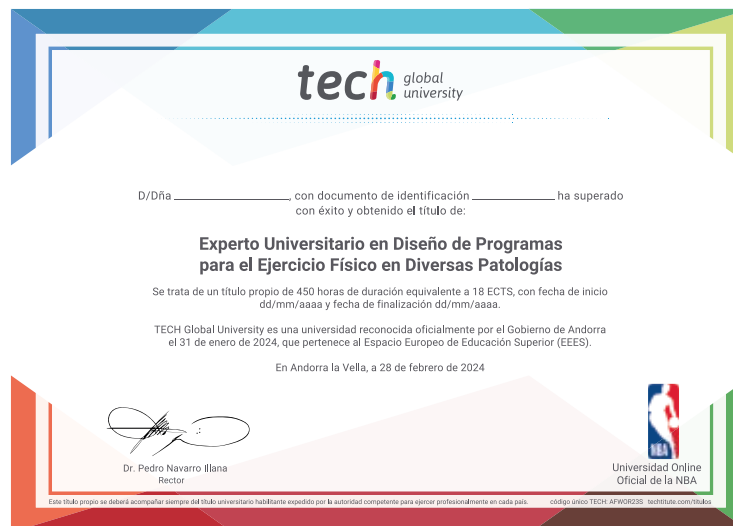 tech global university
D/Dña ____________________, con documento de identificación ______________ ha superado
con éxito y obtenido el título de:
Experto Universitario en Diseño de Programas
para el Ejercicio Físico en Diversas Patologías
Se trata de un título propio de 450 horas de duración equivalente a 18 ECTS, con fecha de inicio
dd/mm/aaaa y fecha de finalización dd/mm/aaaa.
TECH Global University es una universidad reconocida oficialmente por el Gobierno de Andorra
el 31 de enero de 2024, que pertenece al Espacio Europeo de Educación Superior (EEES).
En Andorra la Vella, a 28 de febrero de 2024
Dr. Pedro Navarro Illana
Rector
NBA
Universidad Online
Oficial de la NBA
Este título propio se deberá acompañar siempre del título universitario habilitante expedido por la autoridad competente para ejercer profesionalmente en cada país. código único TECH: AFWOR23S techtitute.com/titulos